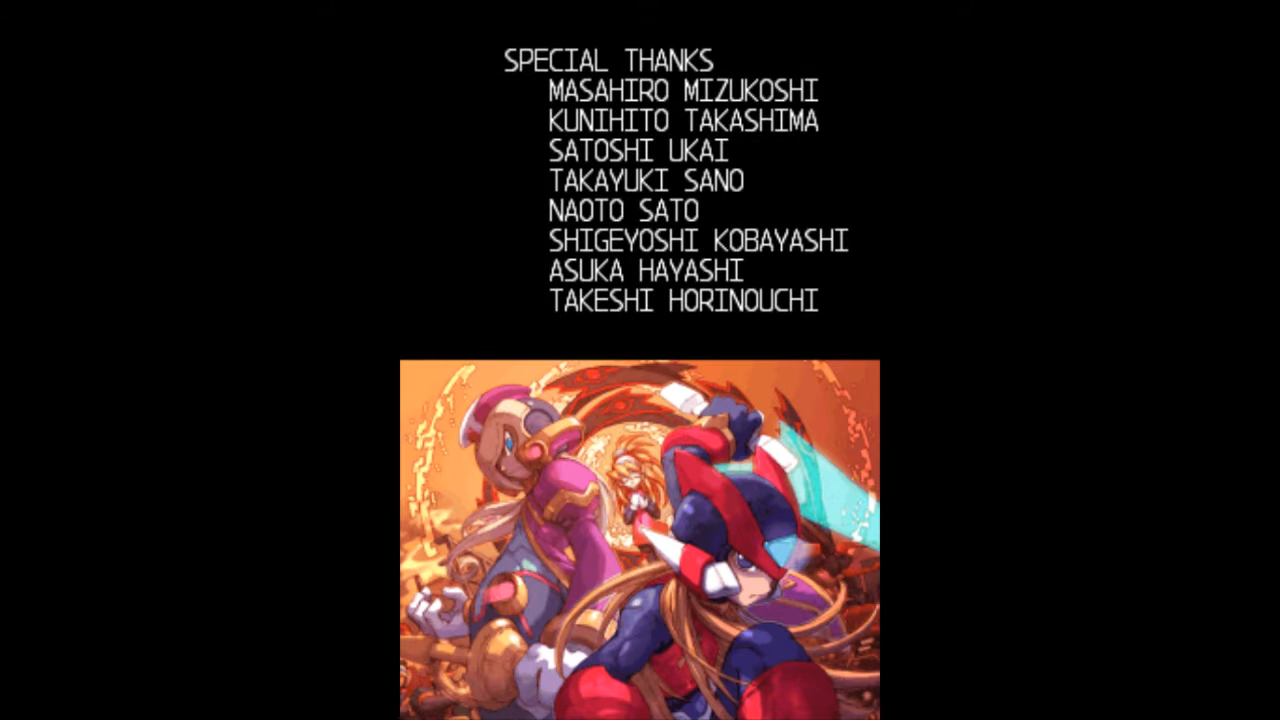 SPECIAL THANKS
MASAHIRO MIZUKOSHI
KUNIHITO TAKASHIMA
SATOSHI UKAI
TAKAYUKI SANO
NAOTO SATO
SHIGEYOSHI KOBAYASHI
ASUKA HAYASHI
TAKESHI HORINOUCHI